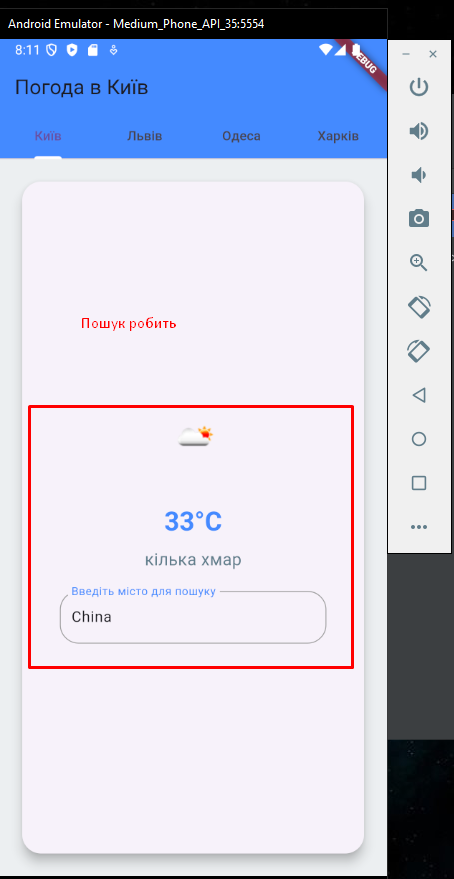 Android Emulator - Medium_Phone_API_35:5554
8:11
DEBUG
Погода в Київ
Київ Львів Одеса Харків
Пошук робить
33°C
кілька хмар
Введіть місто для пошуку
China